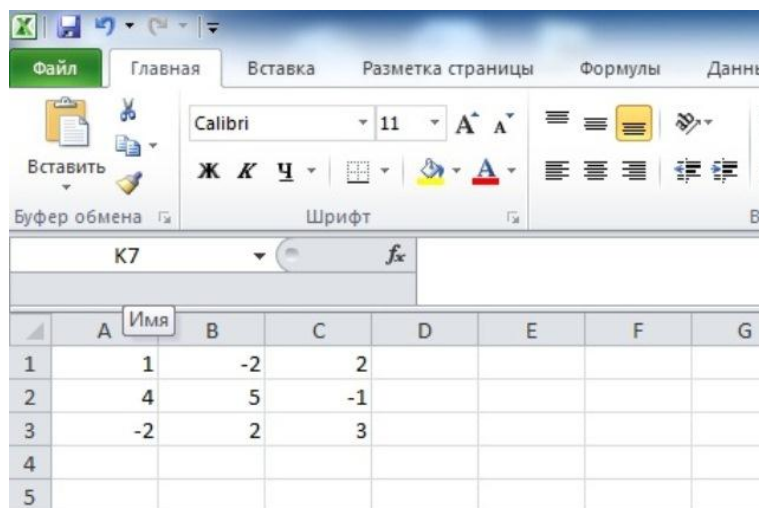 Файл Главная Вставка Разметка страницы Формулы Данны
Calibri 11 A A
Вставить Ж К Ч A
Буфер обмена Шрифт В
K7 fx
Имя
A B C D E F G
1 1 -2 2
2 4 5 -1
3 -2 2 3
4
5